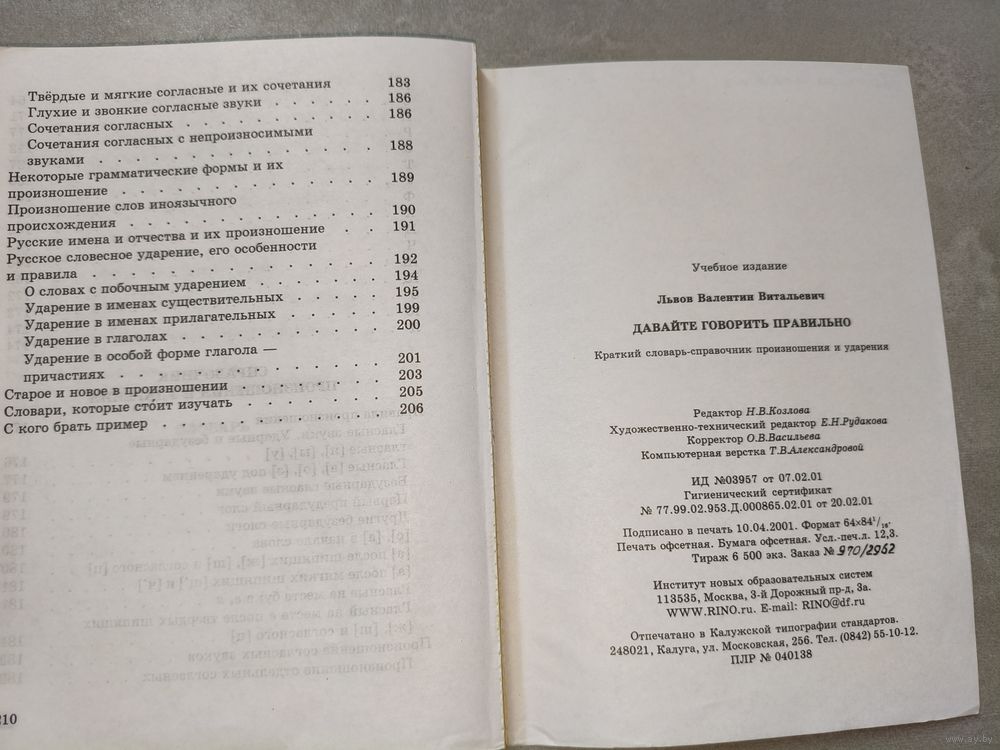 Твёрдые и мягкие согласные и их сочетания 183
Глухие и звонкие согласные звуки . . . . . . 186
Сочетания согласных . . . . . . . . . . 186
Сочетания согласных с непроизносимыми
звуками . . . . . . . . . . . . . . 188
Некоторые грамматические формы и их
произношение . . . . . . . . . . . . . 189
Произношение слов иноязычного
происхождения . . . . . . . . . . . . . 190
Русские имена и отчества и их произношение . . . 191
Русское словесное ударение, его особенности
и правила . . . . . . . . . . . . . . . 192
О словах с побочным ударением . . . . . . 194
Ударение в именах существительных . . . . . 195
Ударение в именах прилагательных . . . . . 199
Ударение в глаголах . . . . . . . . . . 200
Ударение в особой форме глагола —
причастиях . . . . . . . . . . . . . 201
Старое и новое в произношении . . . . . . . 203
Словари, которые сто́ит изучать . . . . . . . 205
С кого брать пример . . . . . . . . . . . 206
210
Учебное издание
Львов Валентин Витальевич
ДАВАЙТЕ ГОВОРИТЬ ПРАВИЛЬНО
Краткий словарь-справочник произношения и ударения
Редактор Н.В.Козлова
Художественно-технический редактор Е.Н.Рудакова
Корректор О.В.Васильева
Компьютерная верстка Т.В.Александровой
ИД №03957 от 07.02.01
Гигиенический сертификат
№ 77.99.02.953.Д.000865.02.01 от 20.02.01
Подписано в печать 10.04.2001. Формат 64×84¹/₁₆.
Печать офсетная. Бумага офсетная. Усл.-печ.л. 12,3.
Тираж 6 500 экз. Заказ № 970/2962
Институт новых образовательных систем
113535, Москва, 3-й Дорожный пр-д, 3а.
WWW.RINO.ru. E-mail: RINO@df.ru
Отпечатано в Калужской типографии стандартов.
248021, Калуга, ул. Московская, 256. Тел. (0842) 55-10-12.
ПЛР № 040138
www.ay.by